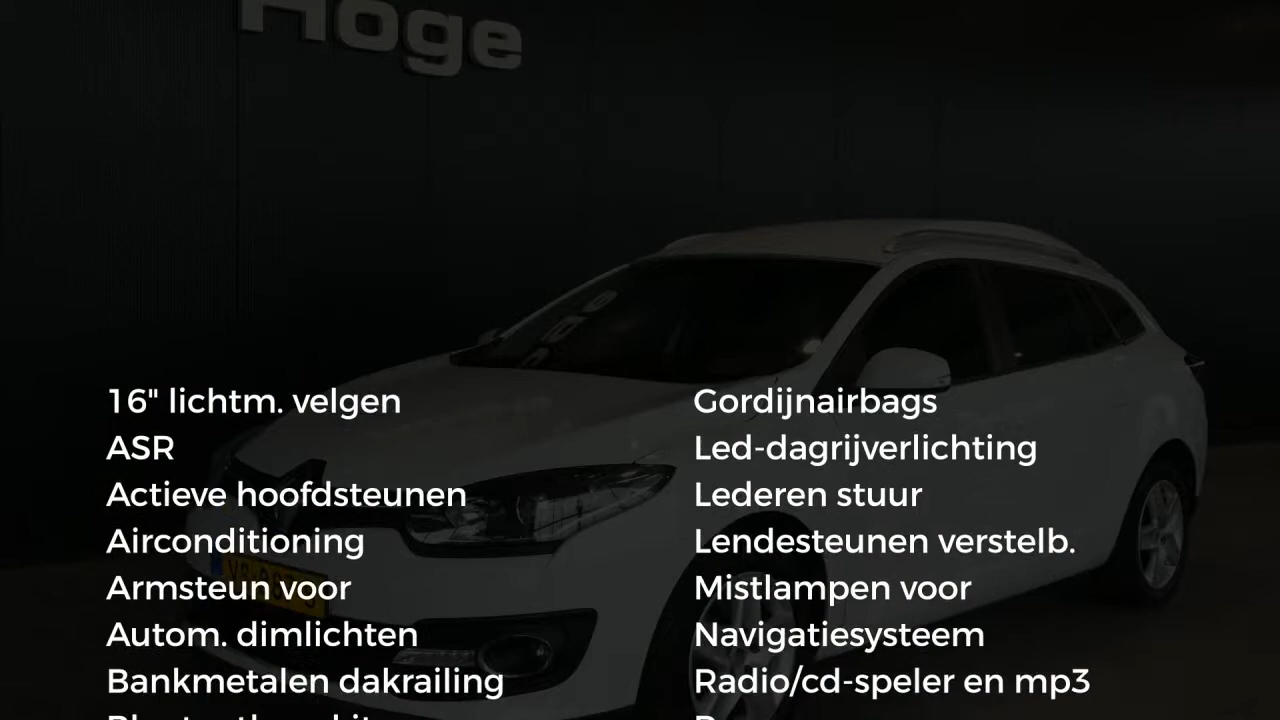 Hoge
16" lichtm. velgen
ASR
Actieve hoofdsteunen
Airconditioning
Armsteun voor
Autom. dimlichten
Bankmetalen dakrailing
Gordijnairbags
Led-dagrijverlichting
Lederen stuur
Lendesteunen verstelb.
Mistlampen voor
Navigatiesysteem
Radio/cd-speler en mp3